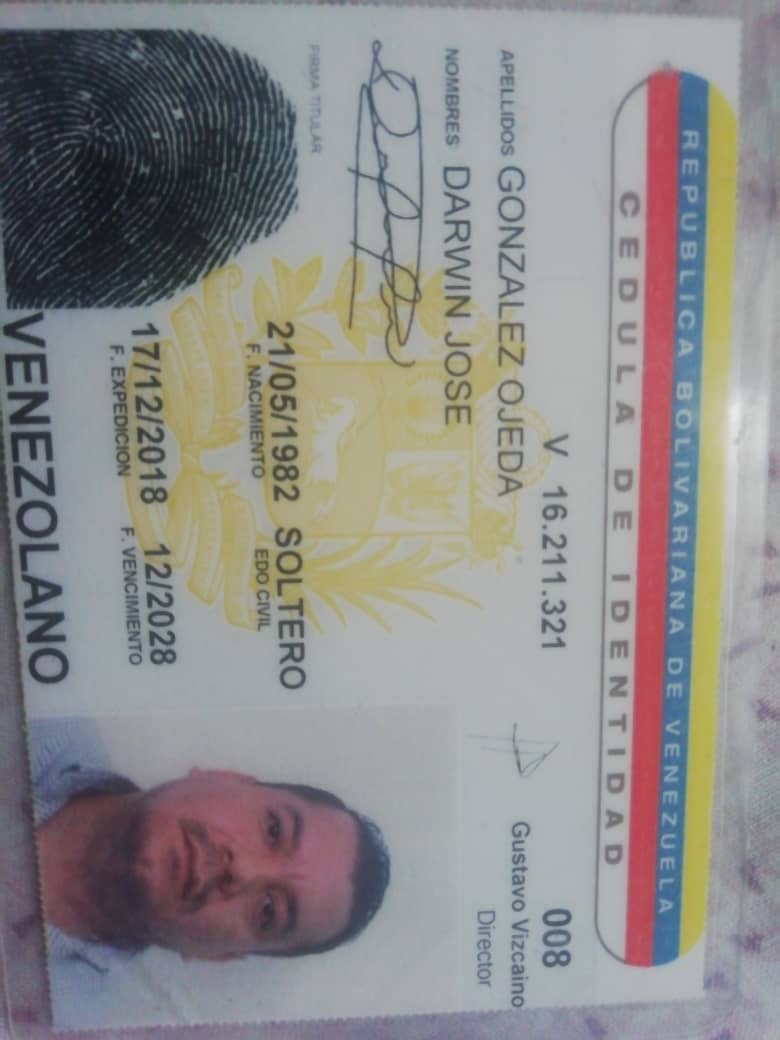 REPUBLICA BOLIVARIANA DE VENEZUELA
CEDULA DE IDENTIDAD
V 16.211.321
008
Gustavo Vizcaino
Director
APELLIDOS GONZALEZ OJEDA
NOMBRES DARWIN JOSE
FIRMA TITULAR
21/05/1982 SOLTERO
F. NACIMIENTO EDO CIVIL
17/12/2018 12/2028
F. EXPEDICION F. VENCIMIENTO
VENEZOLANO